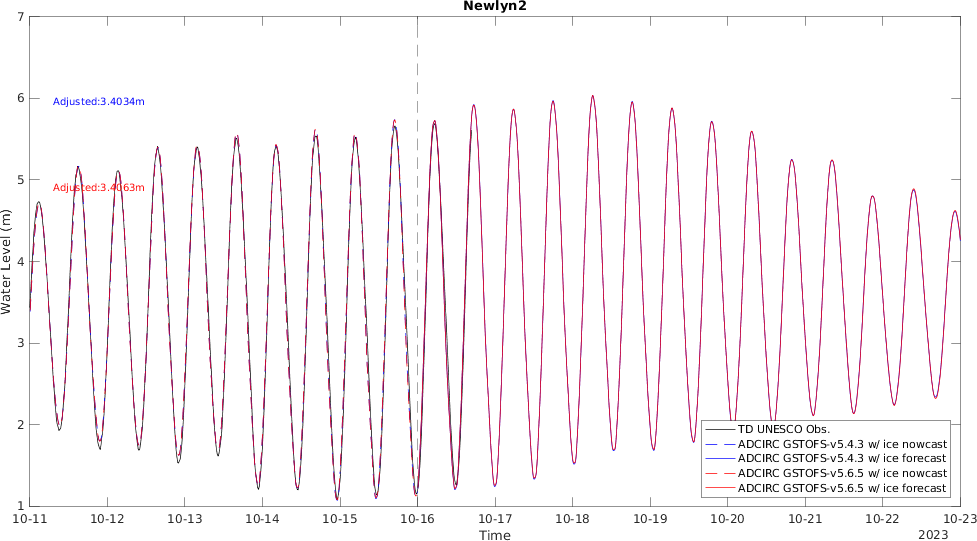 Newlyn2
7
6
5
4
3
2
1
Water Level (m)
Adjusted:3.4034m
Adjusted:3.4063m
TD UNESCO Obs.
ADCIRC GSTOFS-v5.4.3 w/ ice nowcast
ADCIRC GSTOFS-v5.4.3 w/ ice forecast
ADCIRC GSTOFS-v5.6.5 w/ ice nowcast
ADCIRC GSTOFS-v5.6.5 w/ ice forecast
10-11 10-12 10-13 10-14 10-15 10-16 10-17 10-18 10-19 10-20 10-21 10-22 10-23
Time
2023